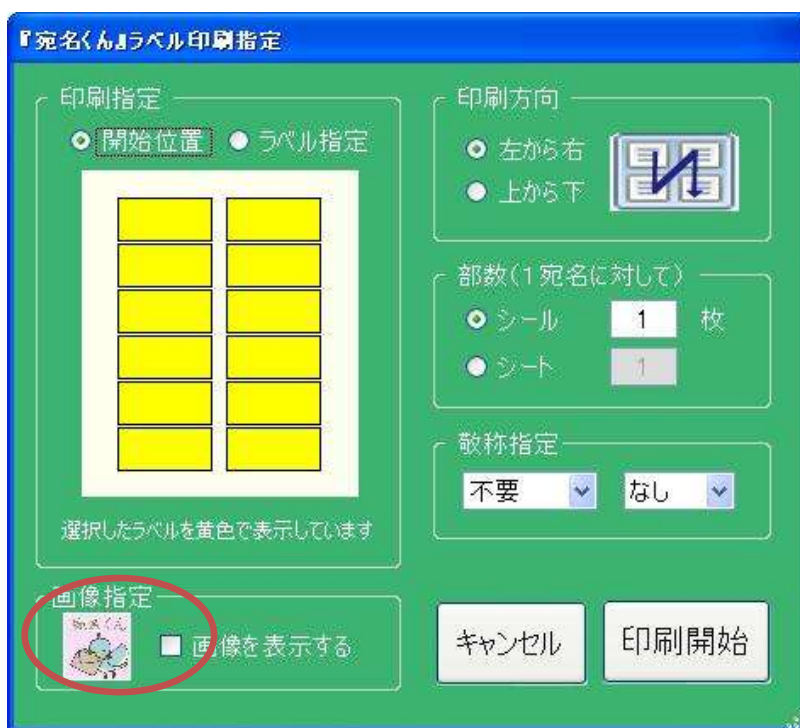 『宛名くん』ラベル印刷指定
印刷指定
開始位置 ラベル指定
選択したラベルを黄色で表示しています
印刷方向
左から右
上から下
部数(1宛名に対して)
シール 1 枚
シート 1
敬称指定
不要 なし
画像指定
宛名くん
画像を表示する
キャンセル 印刷開始